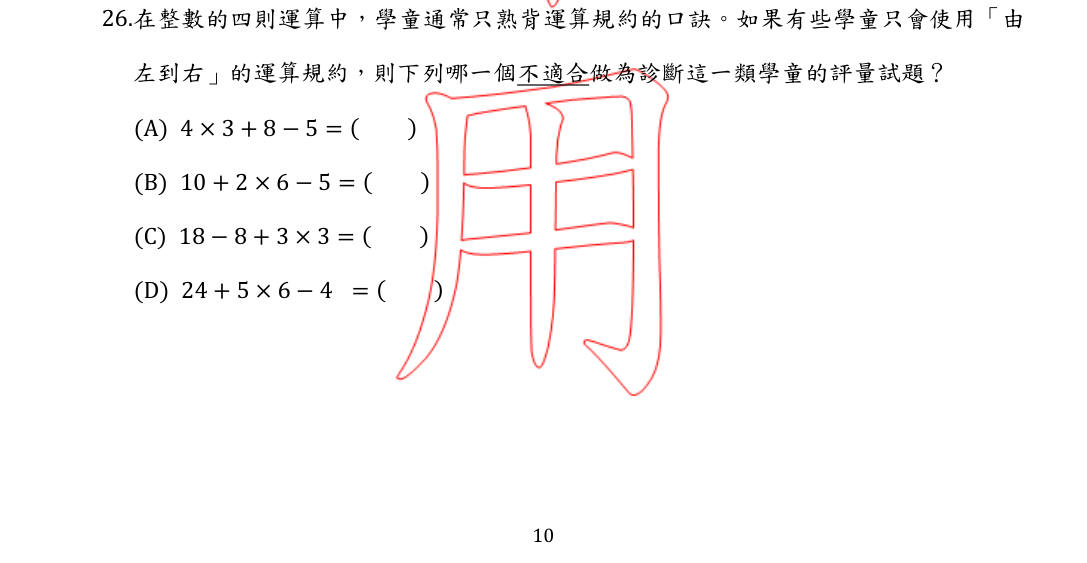 26.在整數的四則運算中，學童通常只熟背運算規約的口訣。如果有些學童只會使用「由
左到右」的運算規約，則下列哪一個不適合做為診斷這一類學童的評量試題？
(A) 4 × 3 + 8 − 5 = (　　)
(B) 10 + 2 × 6 − 5 = (　　)
(C) 18 − 8 + 3 × 3 = (　　)
(D) 24 + 5 × 6 − 4 = (　　)
用
10